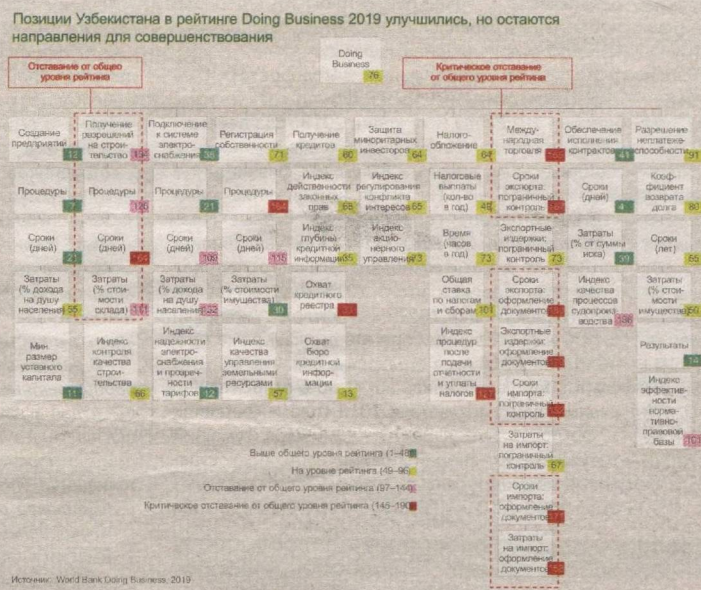 Позиции Узбекистана в рейтинге Doing Business 2019 улучшились, но остаются
направления для совершенствования
Doing
Business
76
Отставание от общего
уровня рейтинга
Критическое отставание
от общего уровня рейтинга
Создание
предприятий
Получение
разрешений
на строи-
тельство
Подключение
к системе
электро-
снабжения
Регистрация
собственности
71
Получение
кредитов
60
Защита
миноритарных
инвесторов
64
Налого-
обложение
64
Между-
народная
торговля
Обеспечение
исполнения
контрактов
41
Разрешение
неплатеже-
способности
91
Процедуры
7
Процедуры
Процедуры
21
Процедуры
Индекс
действенности
законных
прав
Индекс
регулирования
конфликта
интересов
Налоговые
выплаты
(кол-во
в год)
Сроки
экспорта:
пограничный
контроль
Сроки
(дней)
Коэф-
фициент
возврата
долга
80
Сроки
(дней)
Сроки
(дней)
164
Сроки
(дней)
Сроки
(дней)
Индекс
глубины
кредитной
информации
Индекс
акцио-
нерного
управления
Время
(часов
в год)
73
Экспортные
издержки:
пограничный
контроль
73
Затраты
(% от суммы
иска)
Сроки
(лет)
Затраты
(% дохода
на душу
населения)
Затраты
(% стои-
мости
склада)
Затраты
(% дохода
на душу
населения)
Затраты
(% стоимости
имущества)
30
Охват
кредитного
реестра
Общая
ставка
по налогам
и сборам
101
Сроки
экспорта:
оформление
документов
Индекс
качества
процессов
судопроиз-
водства
Затраты
(% стои-
мости
имущества)
Мин.
размер
уставного
капитала
11
Индекс
контроля
качества
строи-
тельства
66
Индекс
надежности
электро-
снабжения
и прозрач-
ности
тарифов
12
Индекс
качества
управления
земельными
ресурсами
57
Охват
бюро
кредитной
инфор-
мации
Индекс
процедур
после
подачи
отчетности
и уплаты
налогов
Экспортные
издержки:
оформление
документов
Результаты
14
Сроки
импорта:
пограничный
контроль
Индекс
эффектив-
ности
норма-
тивно-
правовой
базы
Затраты
на импорт:
пограничный
контроль
67
Сроки
импорта:
оформление
документов
Затраты
на импорт:
оформление
документов
Выше общего уровня рейтинга (1–48)
На уровне рейтинга (49–96)
Отставание от общего уровня рейтинга (97–144)
Критическое отставание от общего уровня рейтинга (145–190)
Источник: World Bank Doing Business, 2019